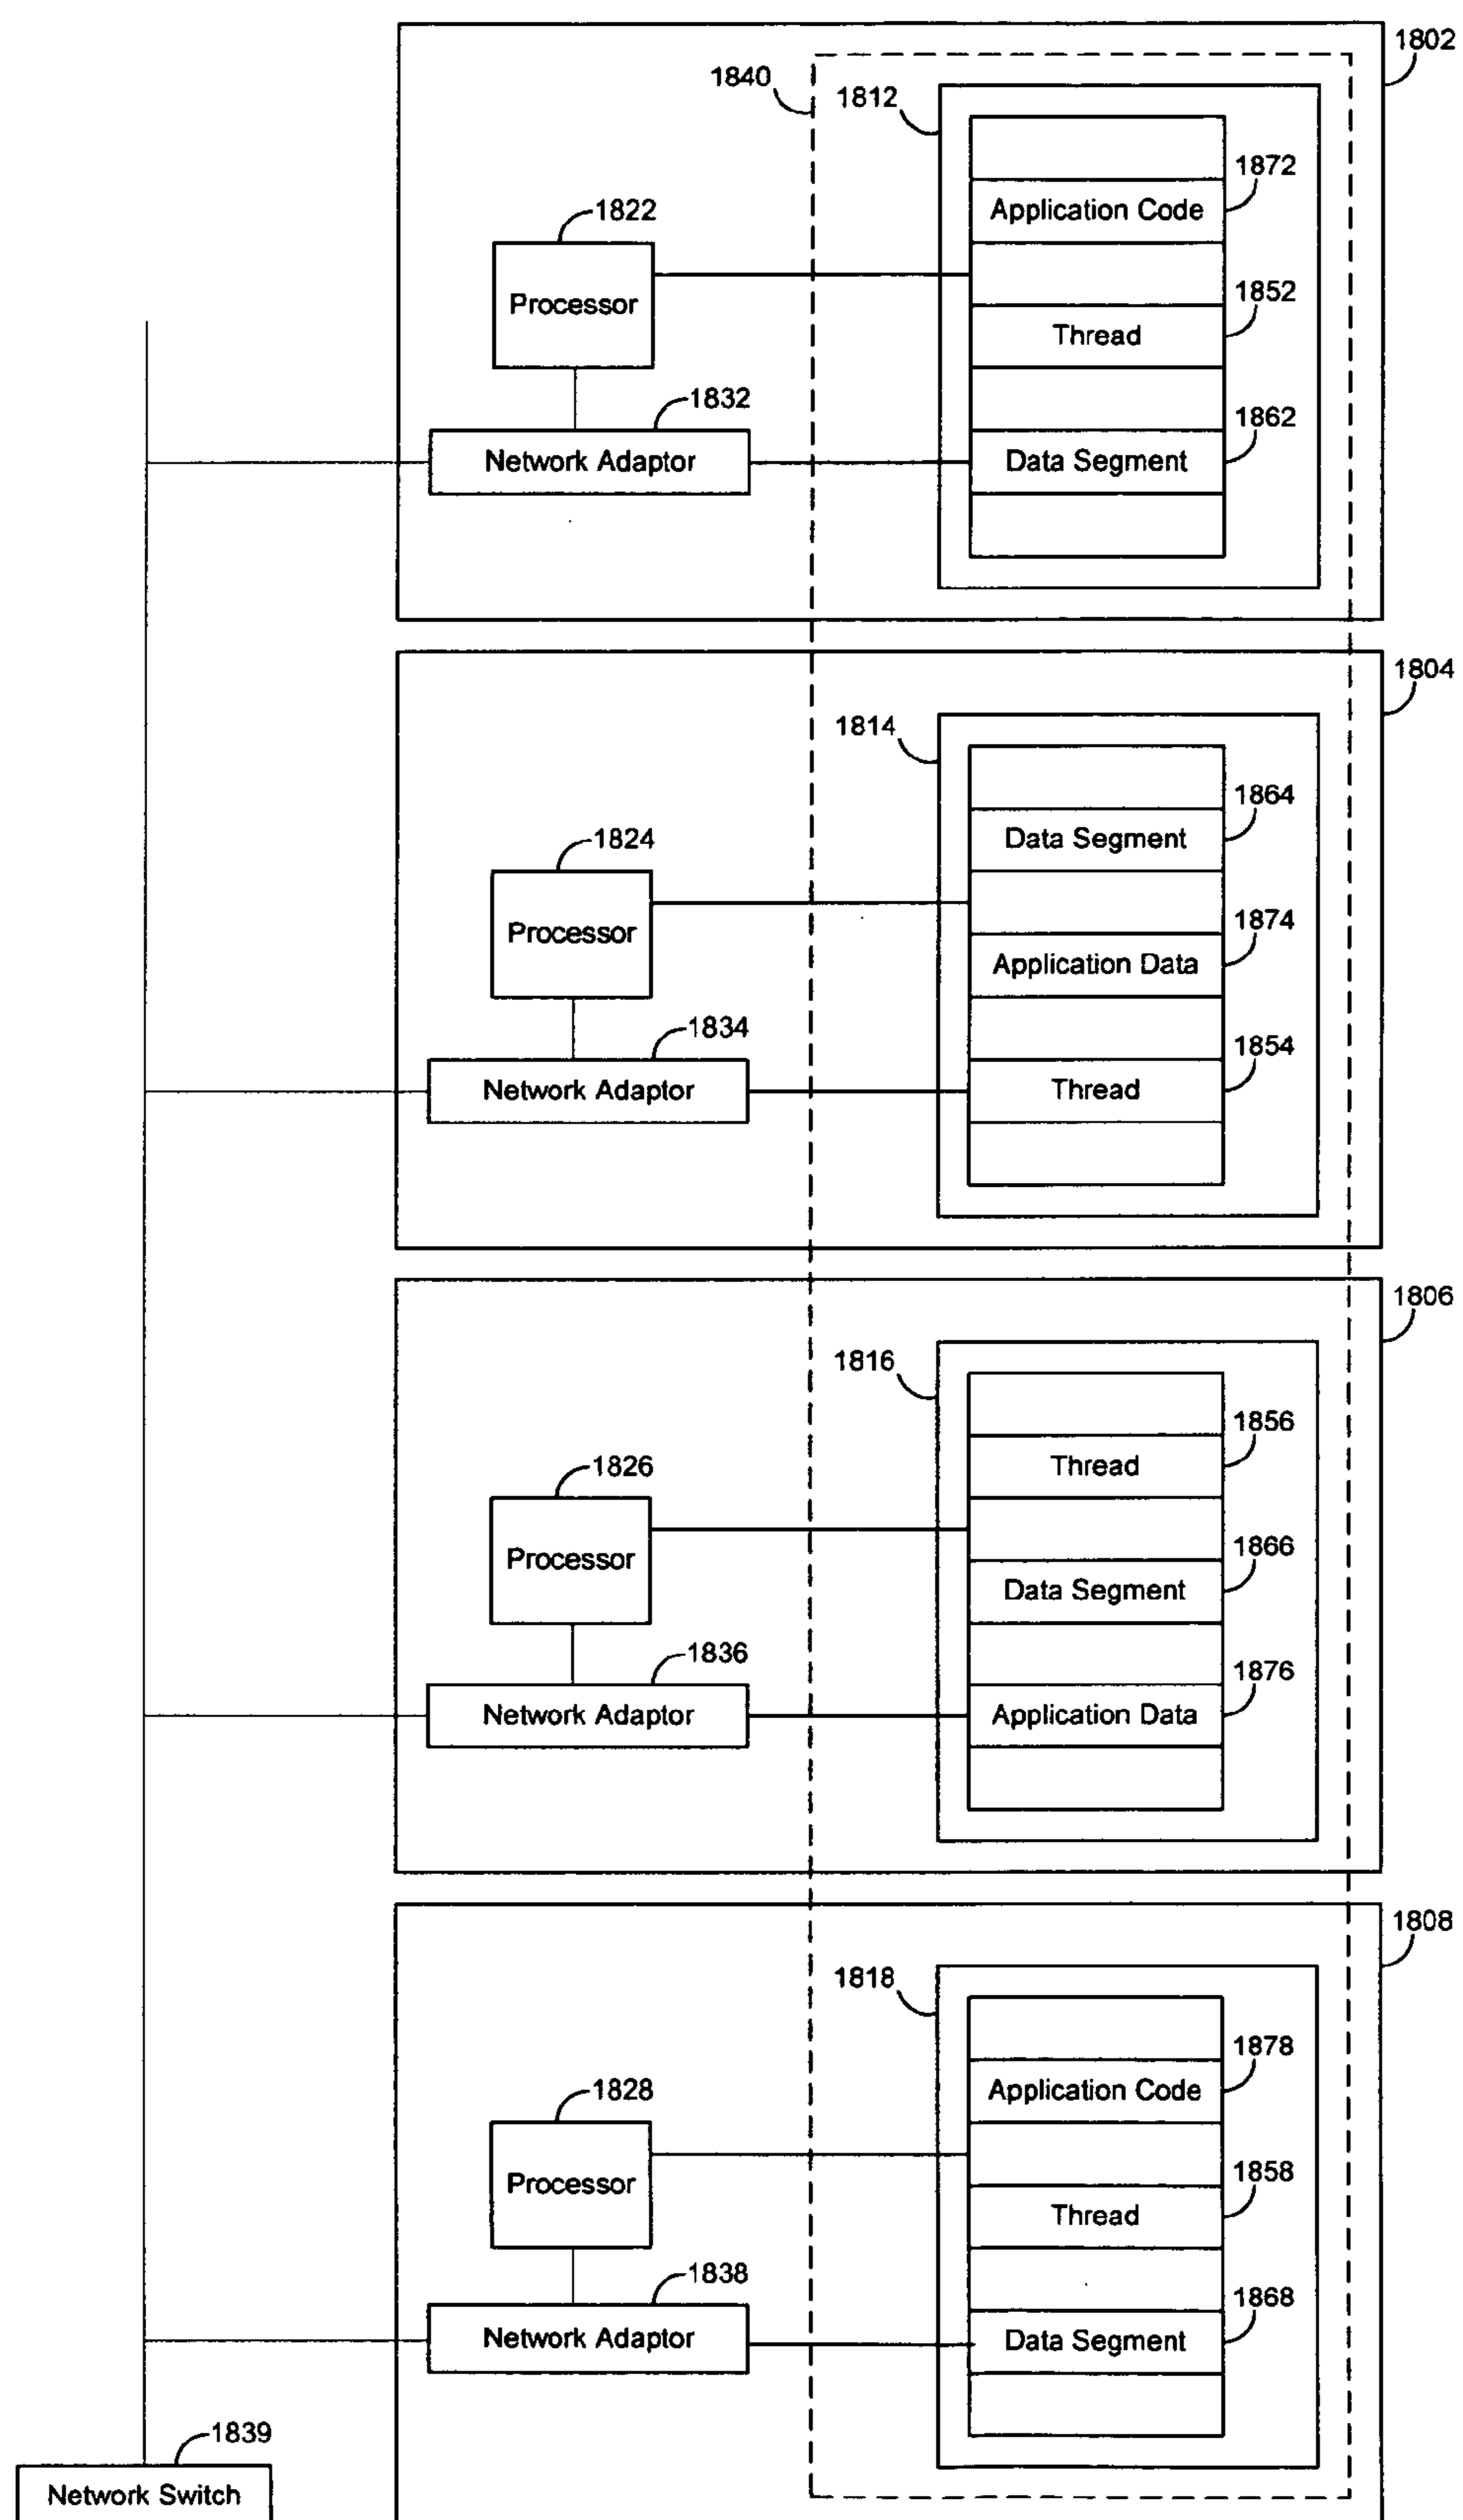 1802
1840
1812
1872
Application Code
1822
Processor
1852
Thread
1832
1862
Network Adaptor
Data Segment
1804
1814
1864
Data Segment
1824
Processor
1874
Application Data
1834
1854
Network Adaptor
Thread
1806
1816
1856
Thread
1826
Processor
1866
Data Segment
1836
1876
Network Adaptor
Application Data
1808
1818
1878
Application Code
1828
Processor
1858
Thread
1838
1868
Network Adaptor
Data Segment
1839
Network Switch